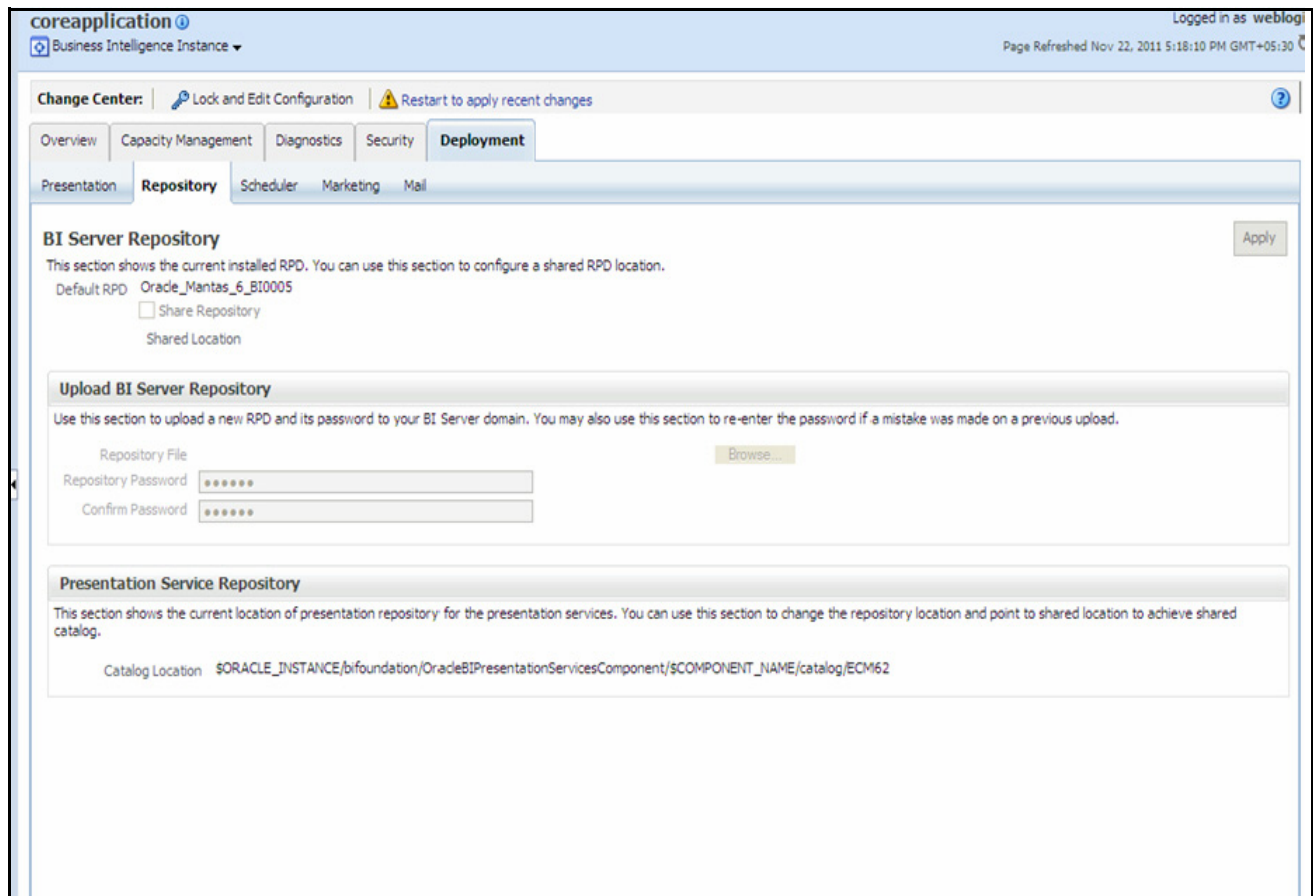 coreapplication
Logged in as weblogi
Business Intelligence Instance
Page Refreshed Nov 22, 2011 5:18:10 PM GMT+05:30
Change Center: Lock and Edit Configuration Restart to apply recent changes
Overview Capacity Management Diagnostics Security Deployment
Presentation Repository Scheduler Marketing Mail
BI Server Repository
Apply
This section shows the current installed RPD. You can use this section to configure a shared RPD location.
Default RPD Oracle_Mantas_6_BI0005
Share Repository
Shared Location
Upload BI Server Repository
Use this section to upload a new RPD and its password to your BI Server domain. You may also use this section to re-enter the password if a mistake was made on a previous upload.
Repository File Browse...
Repository Password ●●●●●●
Confirm Password ●●●●●●
Presentation Service Repository
This section shows the current location of presentation repository for the presentation services. You can use this section to change the repository location and point to shared location to achieve shared
catalog.
Catalog Location $ORACLE_INSTANCE/bifoundation/OracleBIPresentationServicesComponent/$COMPONENT_NAME/catalog/ECM62